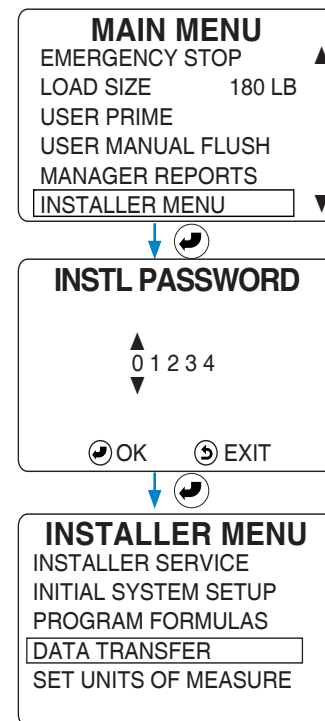 MAIN MENU
EMERGENCY STOP
LOAD SIZE 180 LB
USER PRIME
USER MANUAL FLUSH
MANAGER REPORTS
INSTALLER MENU
INSTL PASSWORD
0 1 2 3 4
OK EXIT
INSTALLER MENU
INSTALLER SERVICE
INITIAL SYSTEM SETUP
PROGRAM FORMULAS
DATA TRANSFER
SET UNITS OF MEASURE